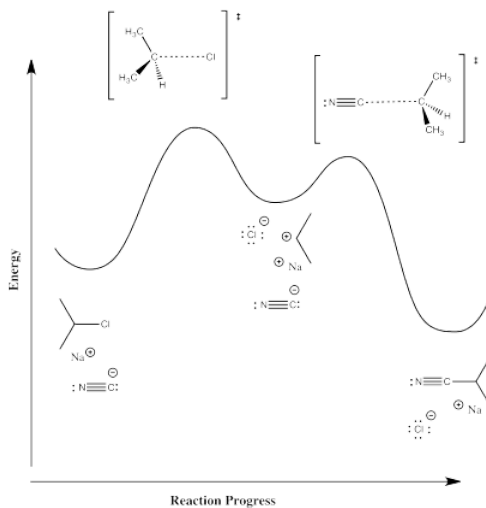 H₃C
C
Cl
H₃C
H
‡
CH₃
:N≡C
C
H
CH₃
‡
Energy
:Cl: ⊖
⊕
⊕ Na
⊖
:N≡C:
Cl
Na⊕
⊖
:N≡C:
:N≡C
⊕ Na
:Cl: ⊖
Reaction Progress